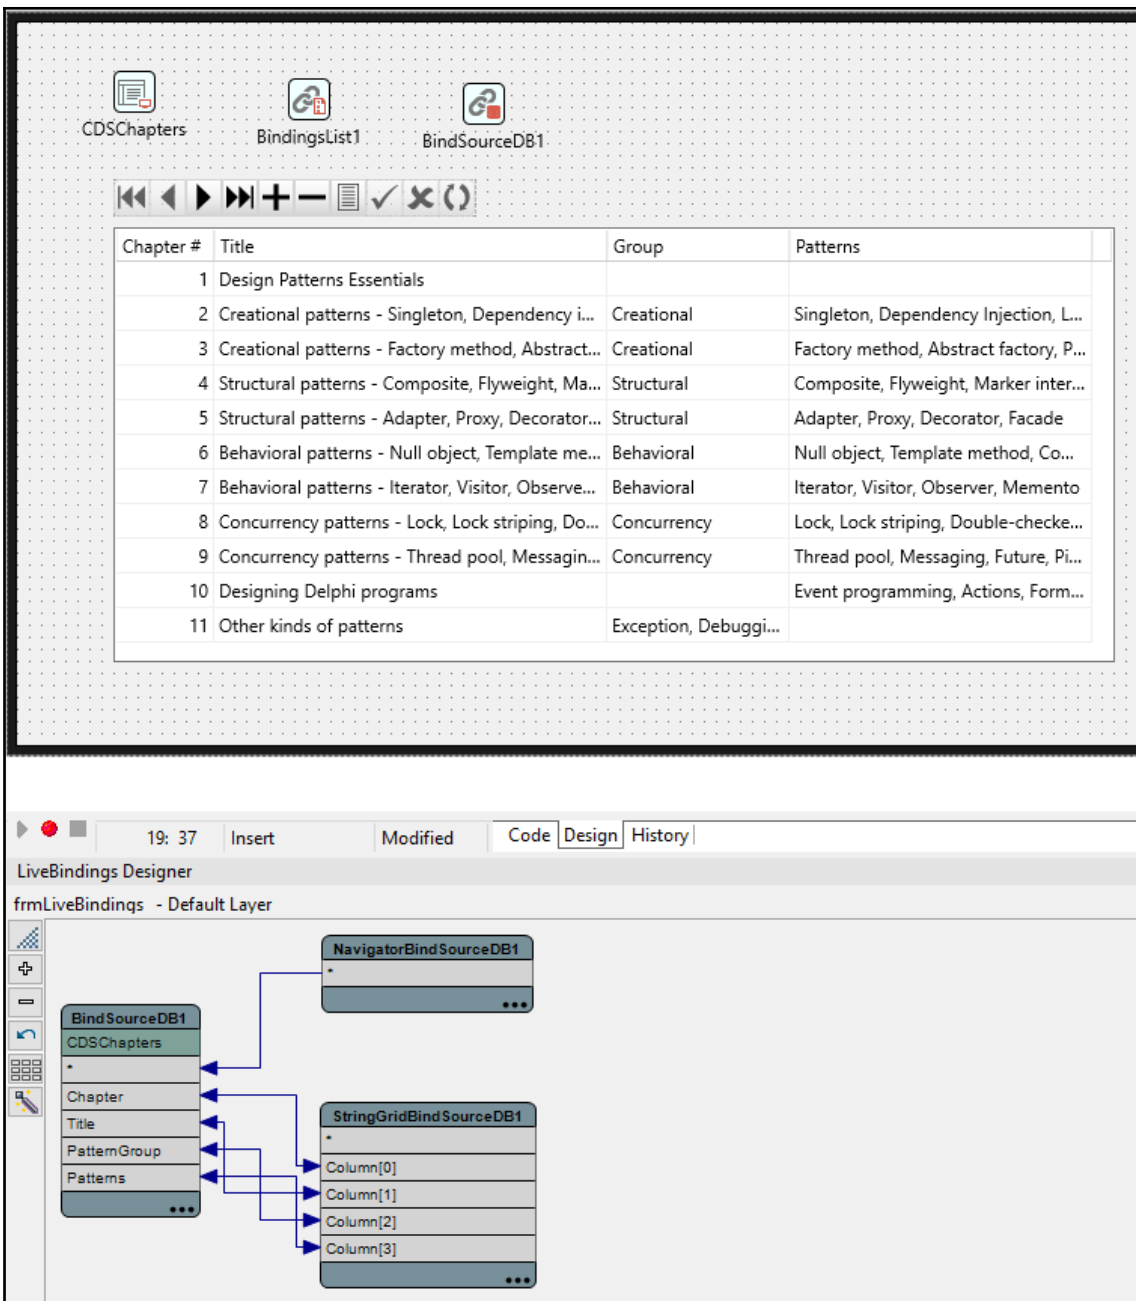 CDSChapters
BindingsList1
BindSourceDB1
Chapter # Title Group Patterns
1 Design Patterns Essentials
2 Creational patterns - Singleton, Dependency i... Creational Singleton, Dependency Injection, L...
3 Creational patterns - Factory method, Abstract... Creational Factory method, Abstract factory, P...
4 Structural patterns - Composite, Flyweight, Ma... Structural Composite, Flyweight, Marker inter...
5 Structural patterns - Adapter, Proxy, Decorator... Structural Adapter, Proxy, Decorator, Facade
6 Behavioral patterns - Null object, Template me... Behavioral Null object, Template method, Co...
7 Behavioral patterns - Iterator, Visitor, Observe... Behavioral Iterator, Visitor, Observer, Memento
8 Concurrency patterns - Lock, Lock striping, Do... Concurrency Lock, Lock striping, Double-checke...
9 Concurrency patterns - Thread pool, Messagin... Concurrency Thread pool, Messaging, Future, Pi...
10 Designing Delphi programs Event programming, Actions, Form...
11 Other kinds of patterns Exception, Debuggi...
19: 37 Insert Modified Code Design History
LiveBindings Designer
frmLiveBindings - Default Layer
NavigatorBindSourceDB1
*
BindSourceDB1
CDSChapters
*
Chapter
Title
PatternGroup
Patterns
StringGridBindSourceDB1
*
Column[0]
Column[1]
Column[2]
Column[3]